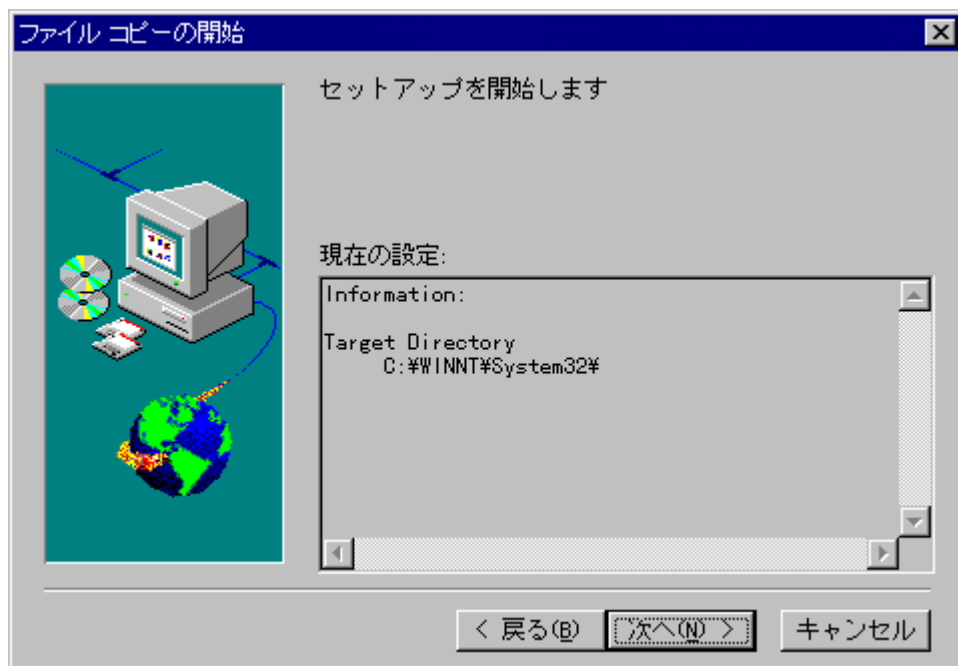 ファイル コピーの開始
セットアップを開始します
現在の設定:
Information:
Target Directory
C:¥WINNT¥System32¥
< 戻る(B)
次へ(N) >
キャンセル